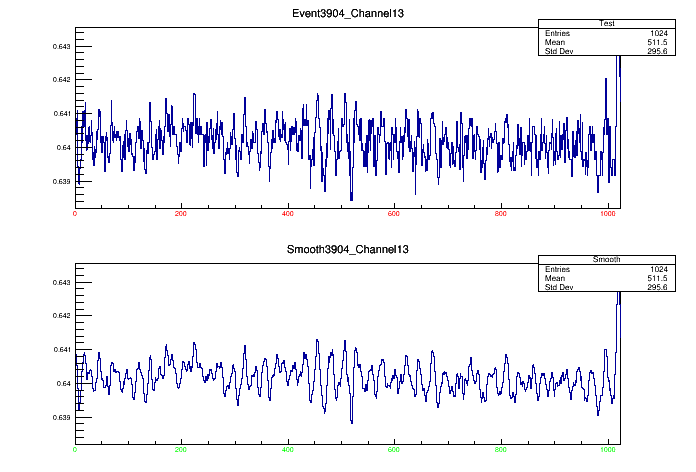 Event3904_Channel13
Test
Entries 1024
Mean 511.5
Std Dev 295.6
0.643
0.642
0.641
0.64
0.639
0 200 400 600 800 1000
Smooth3904_Channel13
Smooth
Entries 1024
Mean 511.5
Std Dev 295.6
0.643
0.642
0.641
0.64
0.639
0 200 400 600 800 1000